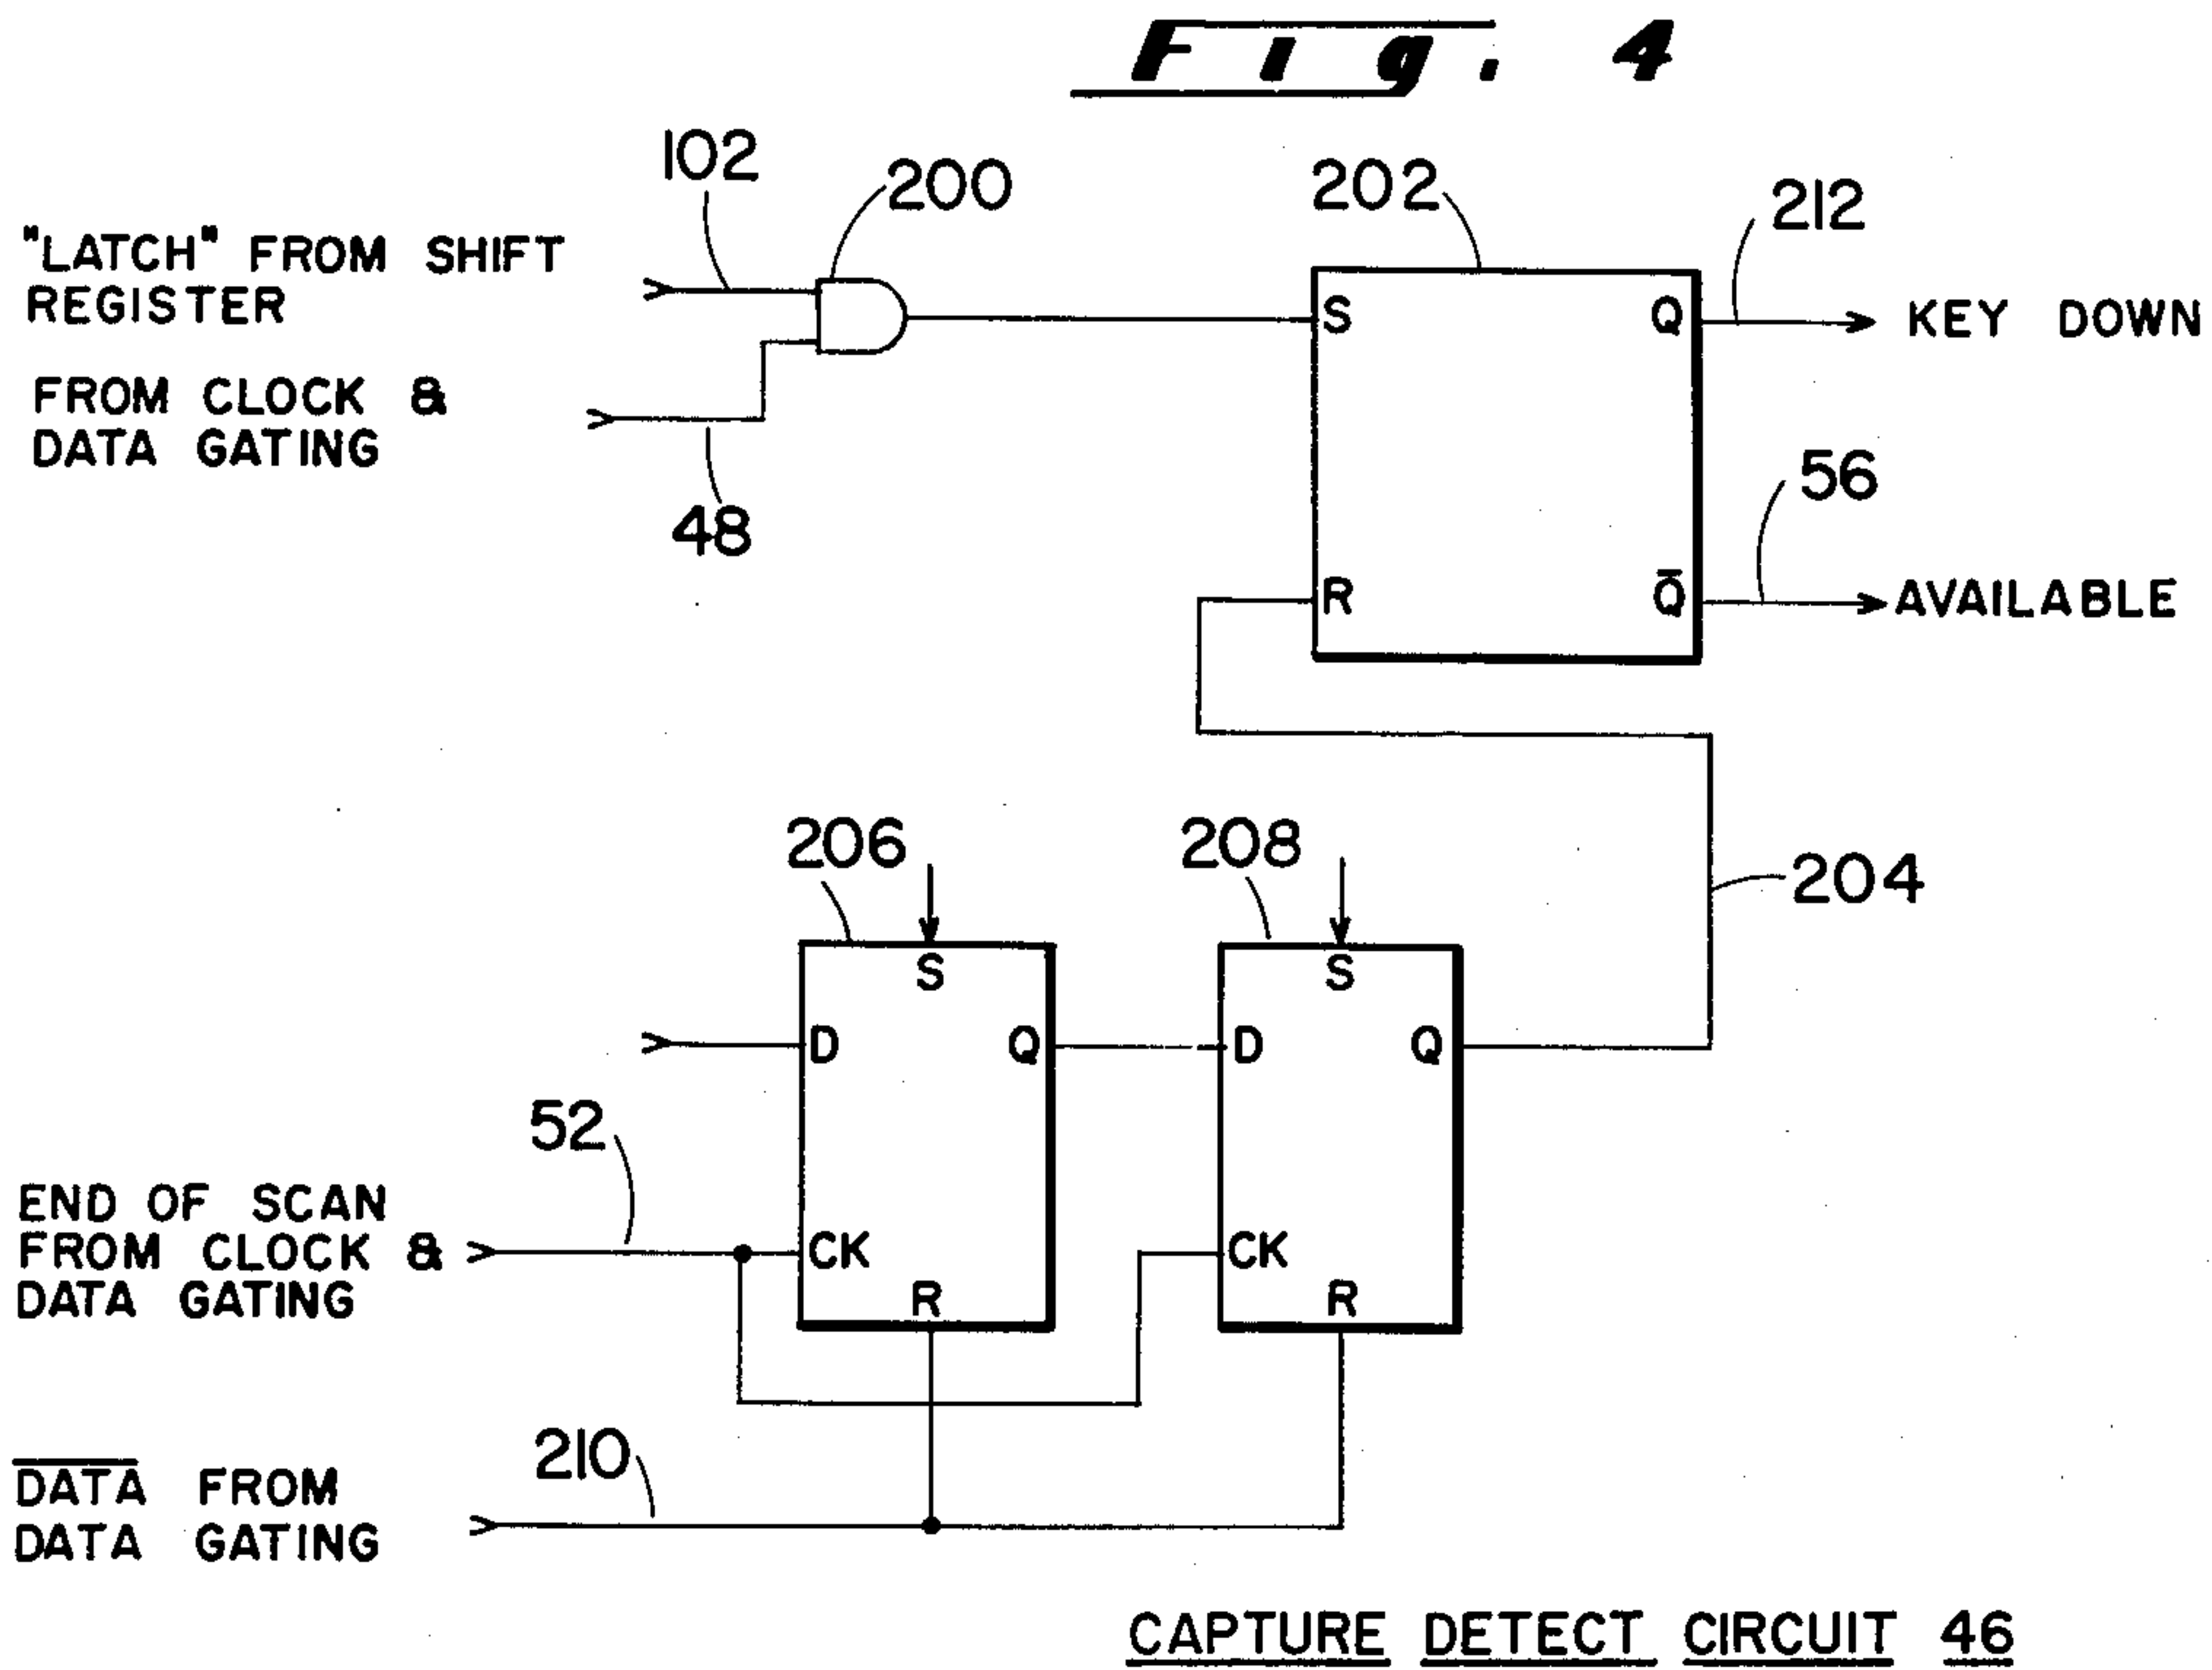 Fig. 4
102
200
202
212
"LATCH" FROM SHIFT
REGISTER
S
Q
KEY DOWN
FROM CLOCK &
DATA GATING
48
56
R
Q̅
AVAILABLE
206
208
204
S
S
D
Q
D
Q
52
END OF SCAN
FROM CLOCK &
DATA GATING
CK
CK
R
R
210
D̅A̅T̅A̅ FROM
DATA GATING
CAPTURE DETECT CIRCUIT 46